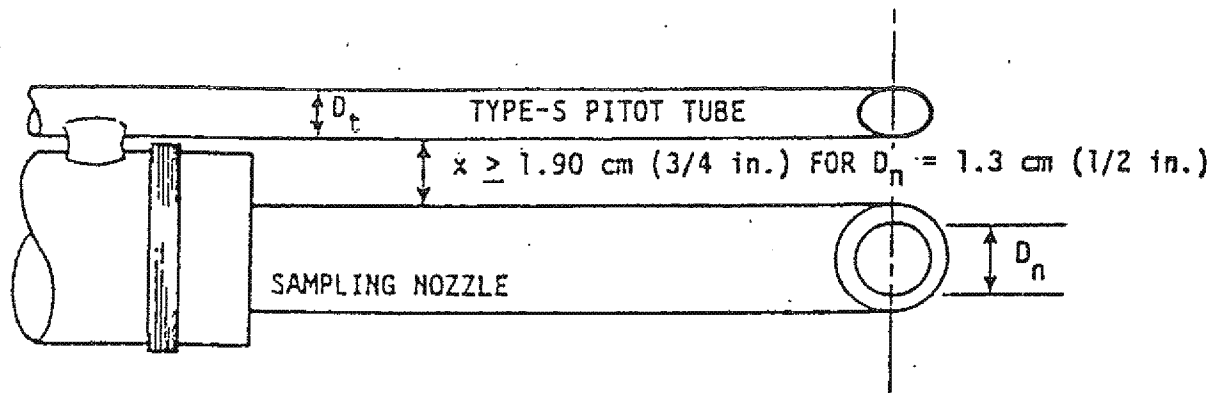 D_t TYPE-S PITOT TUBE
x ≥ 1.90 cm (3/4 in.) FOR D_n = 1.3 cm (1/2 in.)
D_n
SAMPLING NOZZLE